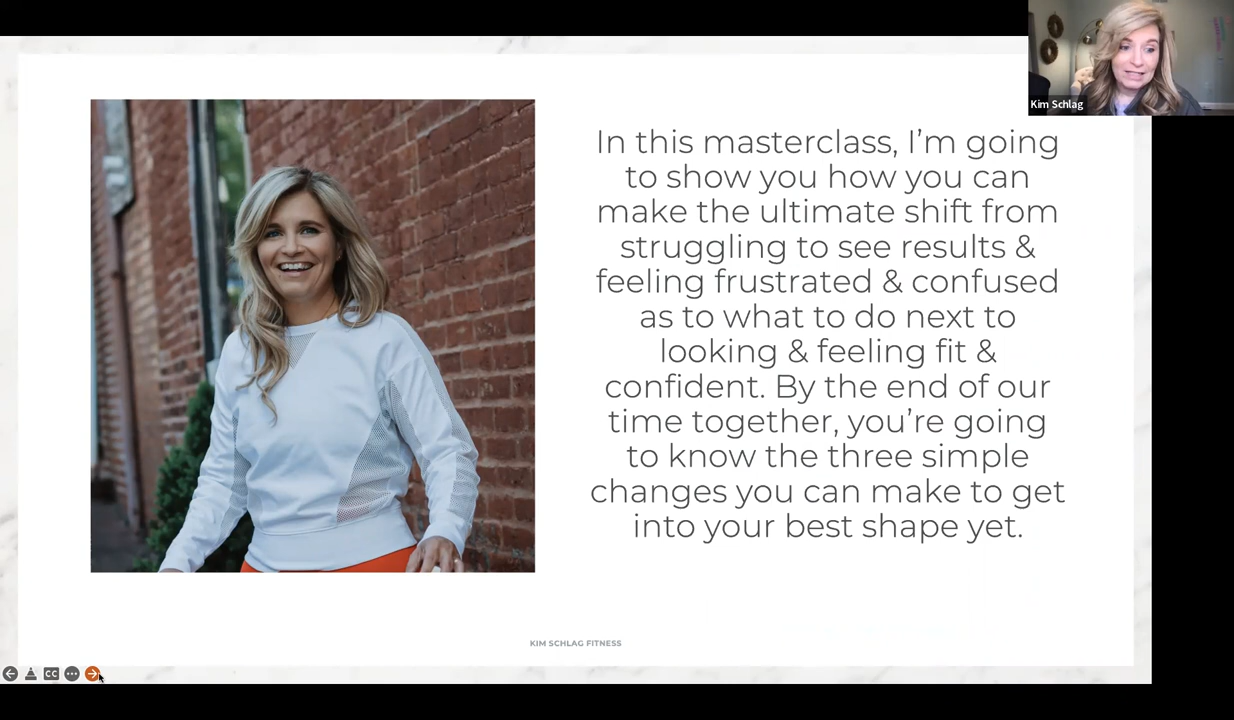 Kim Schlag
In this masterclass, I'm going
to show you how you can
make the ultimate shift from
struggling to see results &
feeling frustrated & confused
as to what to do next to
looking & feeling fit &
confident. By the end of our
time together, you're going
to know the three simple
changes you can make to get
into your best shape yet.
KIM SCHLAG FITNESS
CC